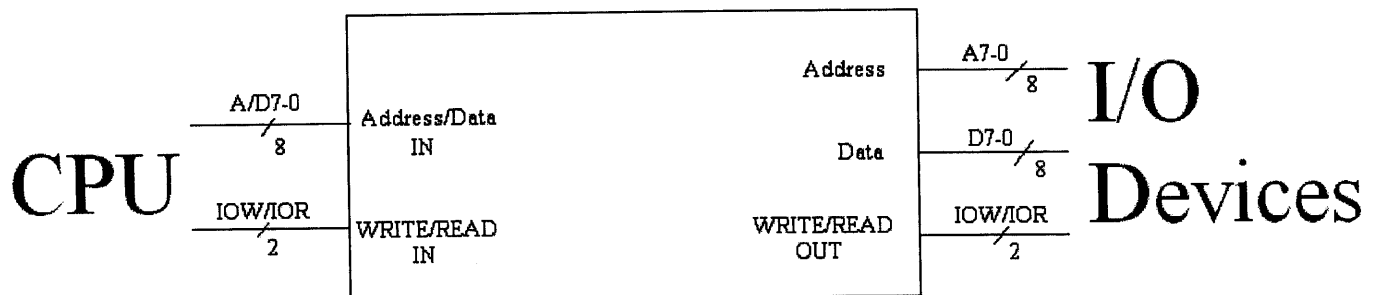 CPU
A/D7-0
8
IOW/IOR
2
Address/Data
IN
WRITE/READ
IN
Address
Data
WRITE/READ
OUT
A7-0
8
D7-0
8
IOW/IOR
2
I/O
Devices